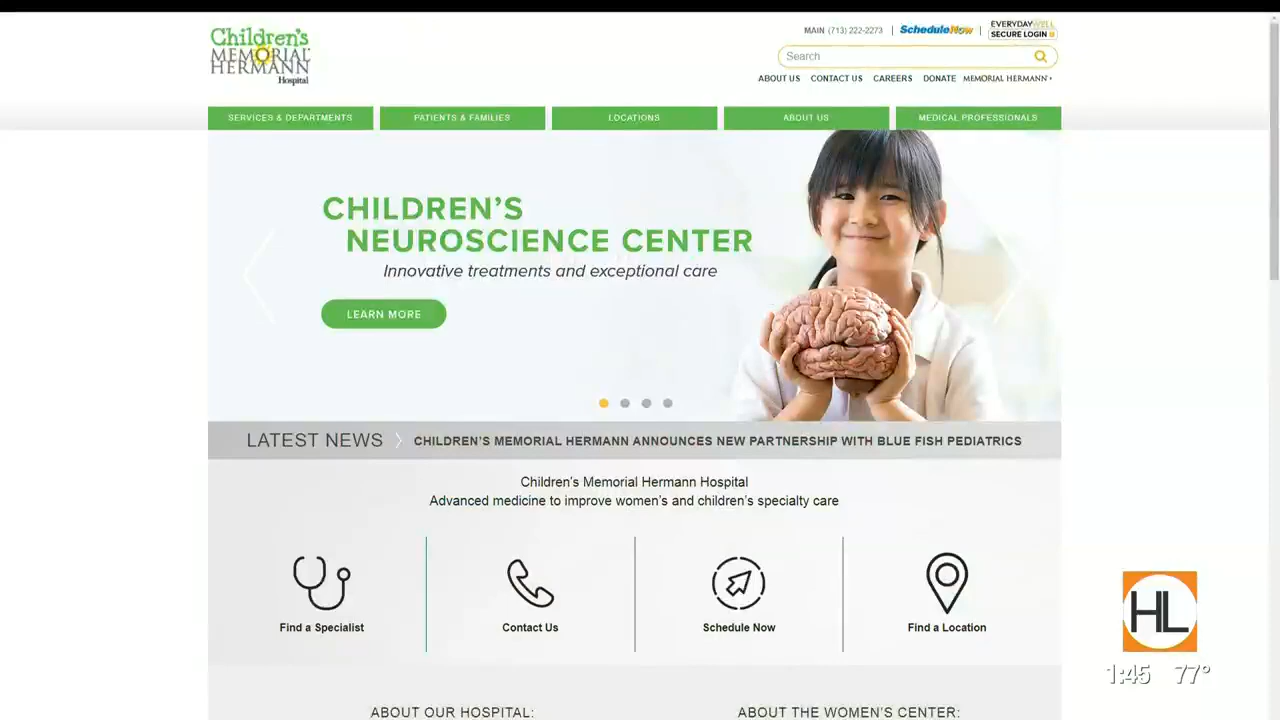 Children's
MEMORIAL
HERMANN
Hospital
MAIN (713) 222-2273 | ScheduleNow | EVERYDAYWELL
SECURE LOGIN
Search
ABOUT US CONTACT US CAREERS DONATE MEMORIAL HERMANN
SERVICES & DEPARTMENTS PATIENTS & FAMILIES LOCATIONS ABOUT US MEDICAL PROFESSIONALS
CHILDREN'S
NEUROSCIENCE CENTER
Innovative treatments and exceptional care
LEARN MORE
LATEST NEWS CHILDREN'S MEMORIAL HERMANN ANNOUNCES NEW PARTNERSHIP WITH BLUE FISH PEDIATRICS
Children's Memorial Hermann Hospital
Advanced medicine to improve women's and children's specialty care
Find a Specialist Contact Us Schedule Now Find a Location
HL
1:45 77°
ABOUT OUR HOSPITAL: ABOUT THE WOMEN'S CENTER: